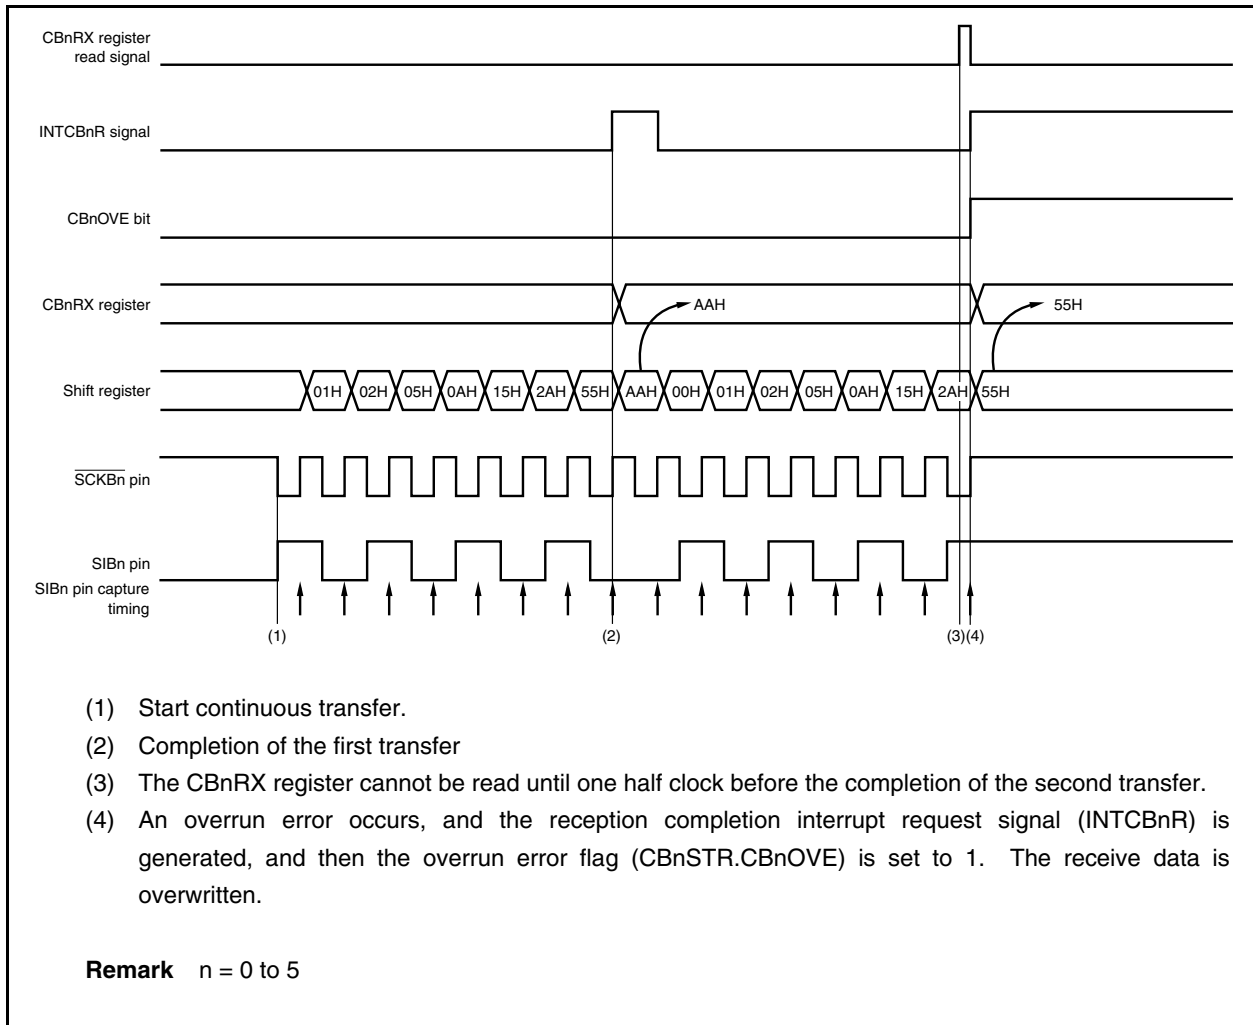 CBnRX register
read signal
INTCBnR signal
CBnOVE bit
CBnRX register
AAH
55H
Shift register
01H 02H 05H 0AH 15H 2AH 55H AAH 00H 01H 02H 05H 0AH 15H 2AH 55H
SCKBn pin
SIBn pin
SIBn pin capture
timing
(1) (2) (3) (4)
(1) Start continuous transfer.
(2) Completion of the first transfer
(3) The CBnRX register cannot be read until one half clock before the completion of the second transfer.
(4) An overrun error occurs, and the reception completion interrupt request signal (INTCBnR) is
generated, and then the overrun error flag (CBnSTR.CBnOVE) is set to 1. The receive data is
overwritten.
Remark n = 0 to 5